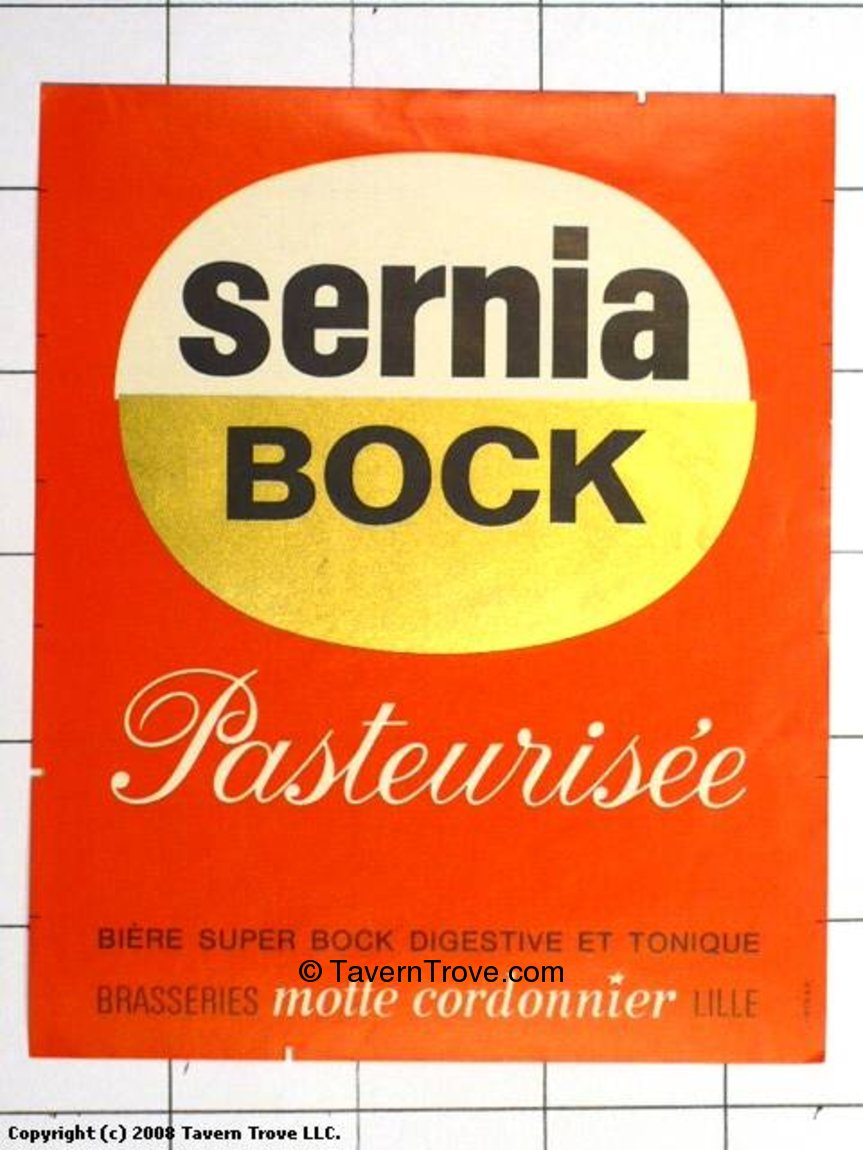 sernia
BOCK
Pasteurisée
BIÈRE SUPER BOCK DIGESTIVE ET TONIQUE
© TavernTrove.com
BRASSERIES motte cordonnier LILLE
Copyright (c) 2008 Tavern Trove LLC.